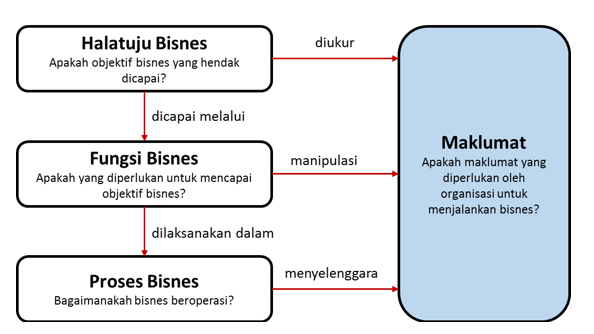 Halatuju Bisnes
Apakah objektif bisnes yang hendak
dicapai?
diukur
dicapai melalui
Fungsi Bisnes
Apakah yang diperlukan untuk mencapai
objektif bisnes?
manipulasi
dilaksanakan dalam
Proses Bisnes
Bagaimanakah bisnes beroperasi?
menyelenggara
Maklumat
Apakah maklumat yang
diperlukan oleh
organisasi untuk
menjalankan bisnes?